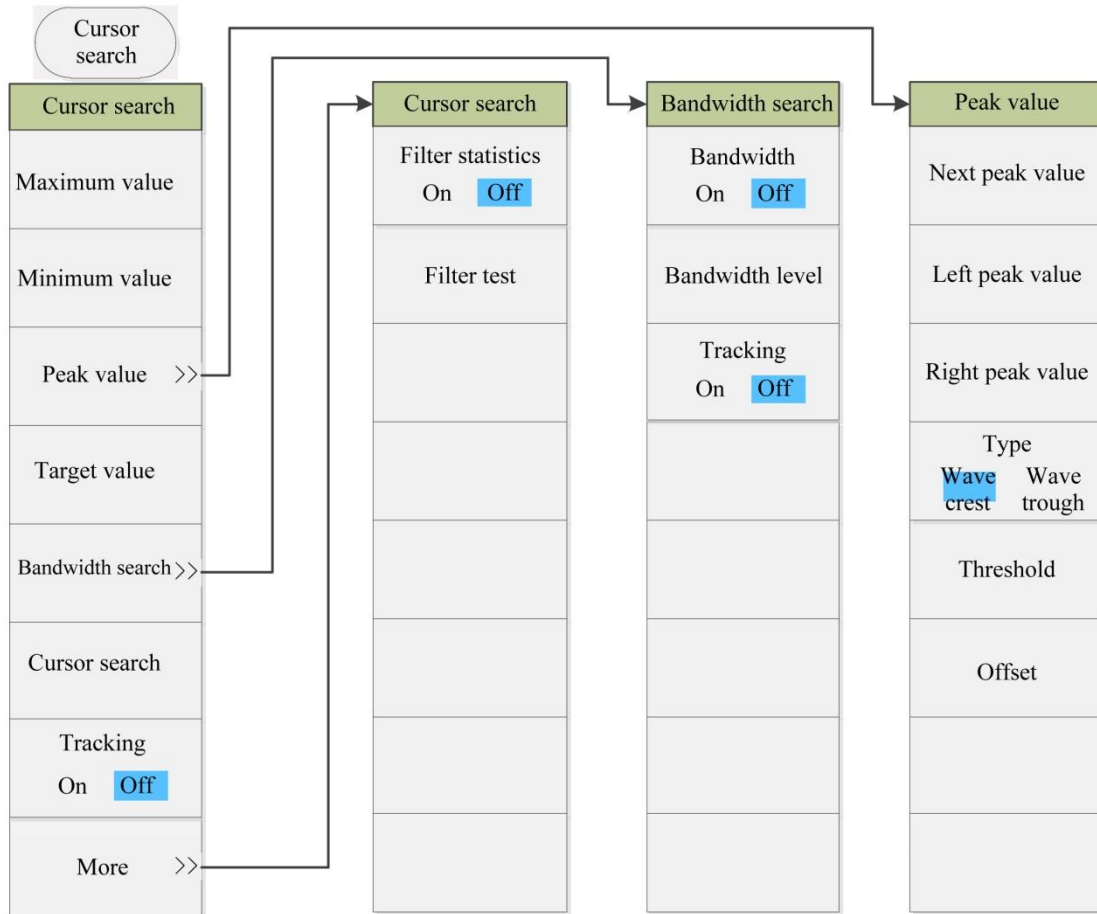 Cursor
search
Cursor search
Maximum value
Minimum value
Peak value >>
Target value
Bandwidth search >>
Cursor search
Tracking
On Off
More >>
Cursor search
Filter statistics
On Off
Filter test
Bandwidth search
Bandwidth
On Off
Bandwidth level
Tracking
On Off
Peak value
Next peak value
Left peak value
Right peak value
Type
Wave Wave
crest trough
Threshold
Offset